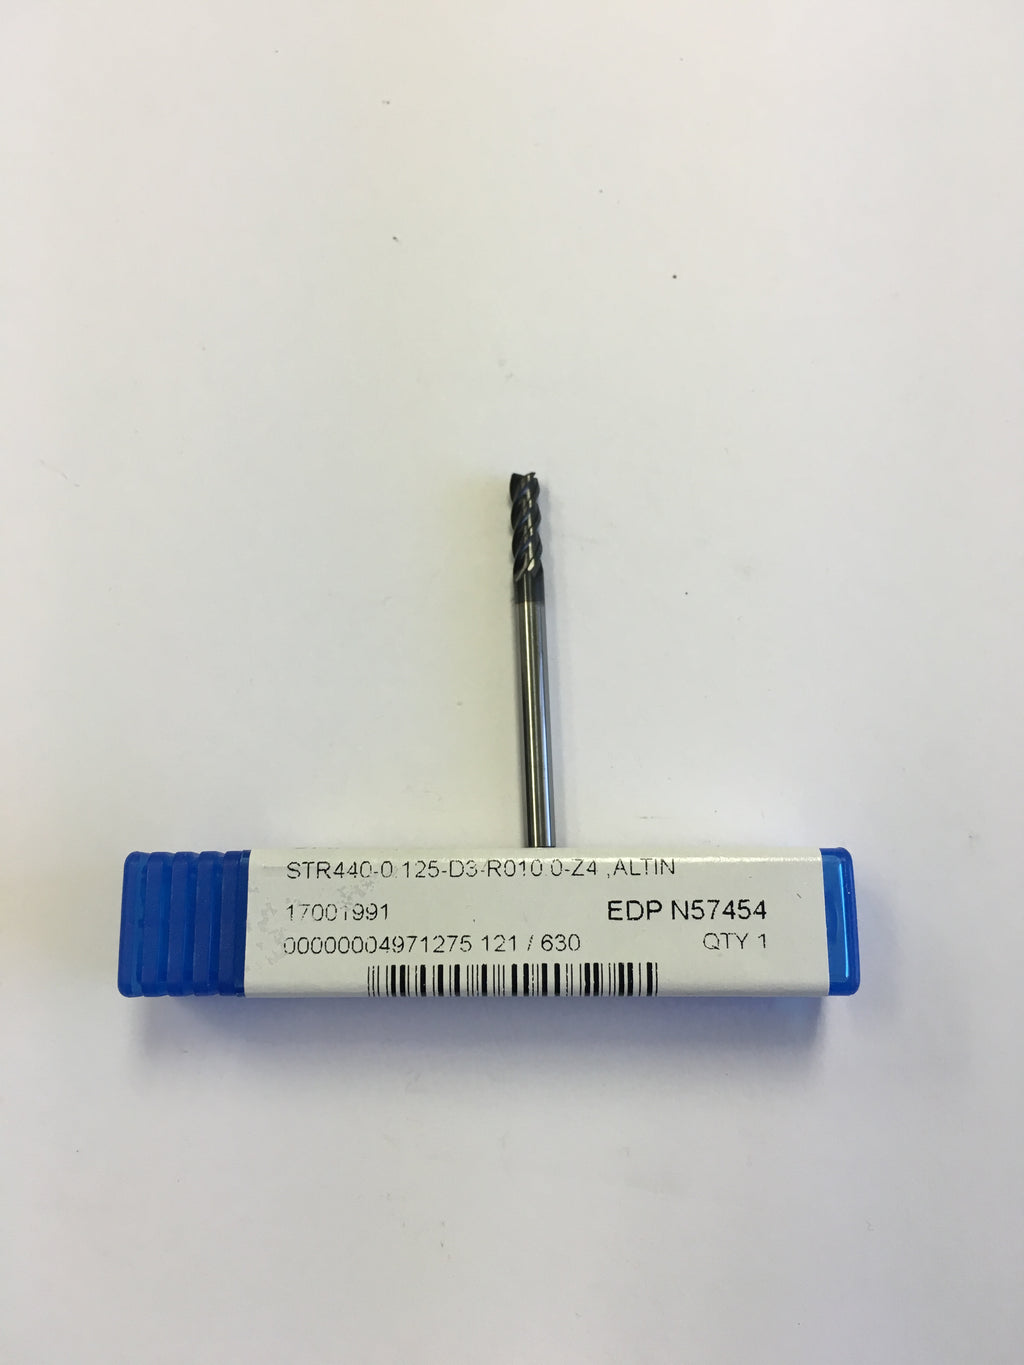 STR440-0.125-D3-R010.0-Z4 ,ALTIN
17001991 EDP N57454
00000004971275 121 / 630 QTY 1